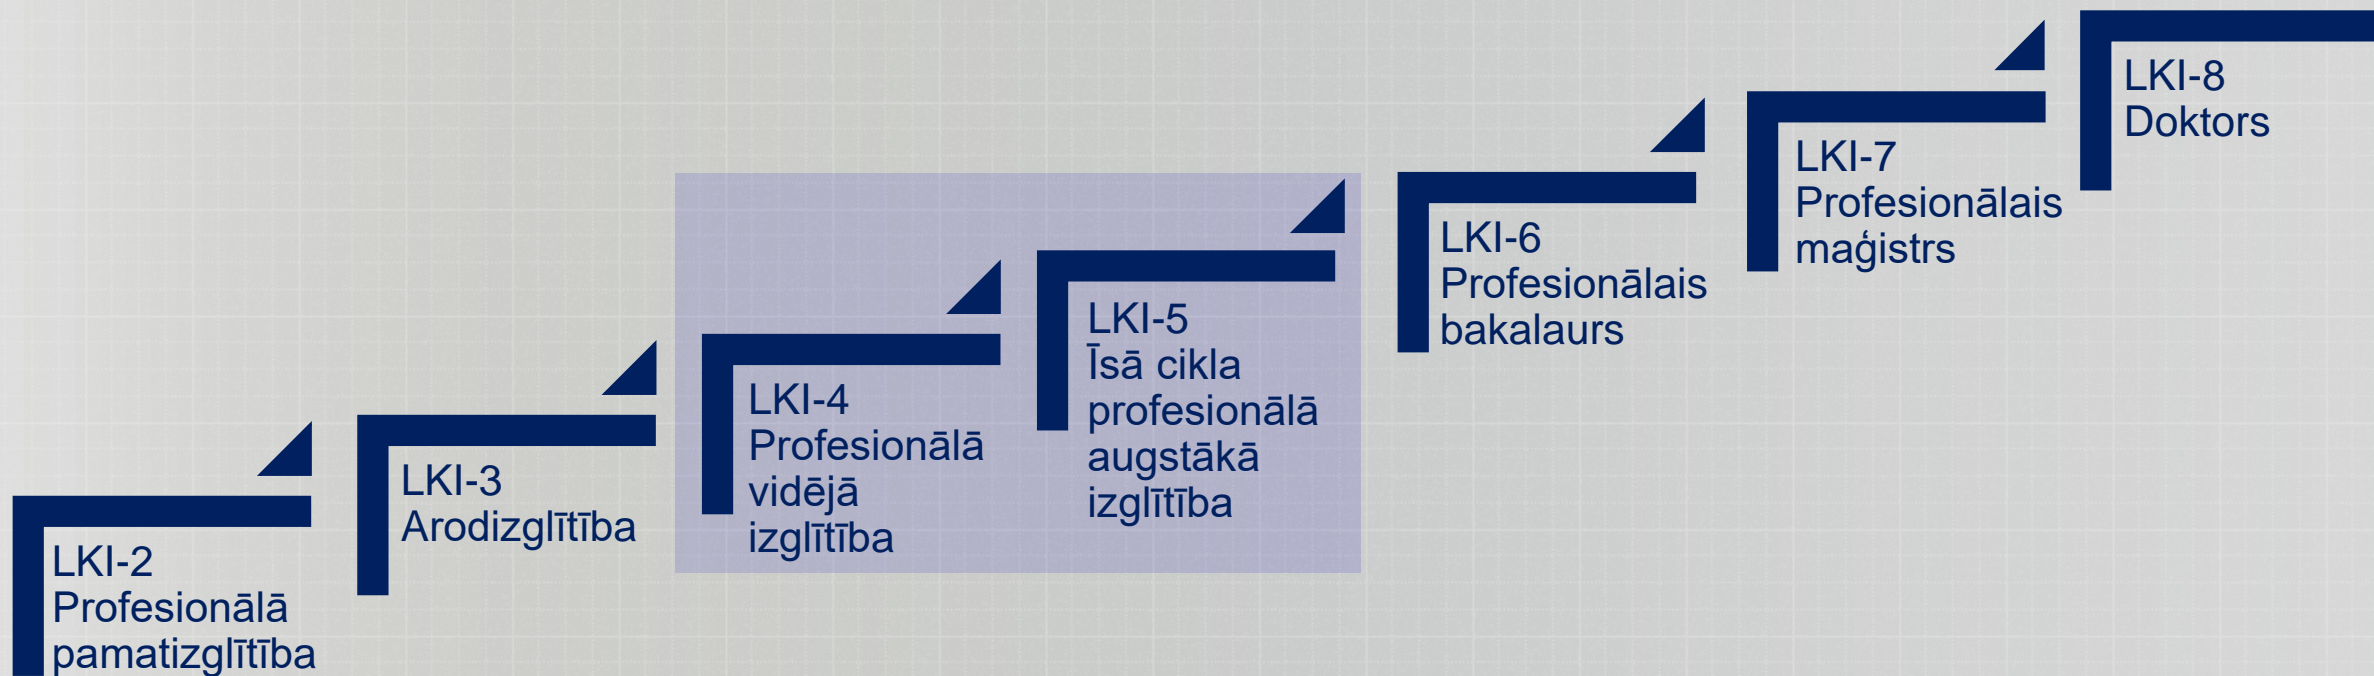 LKI-2
Profesionālā
pamatizglītība
LKI-3
Arodizglītība
LKI-4
Profesionālā
vidējā
izglītība
LKI-5
Īsā cikla
profesionālā
augstākā
izglītība
LKI-6
Profesionālais
bakalaurs
LKI-7
Profesionālais
maģistrs
LKI-8
Doktors